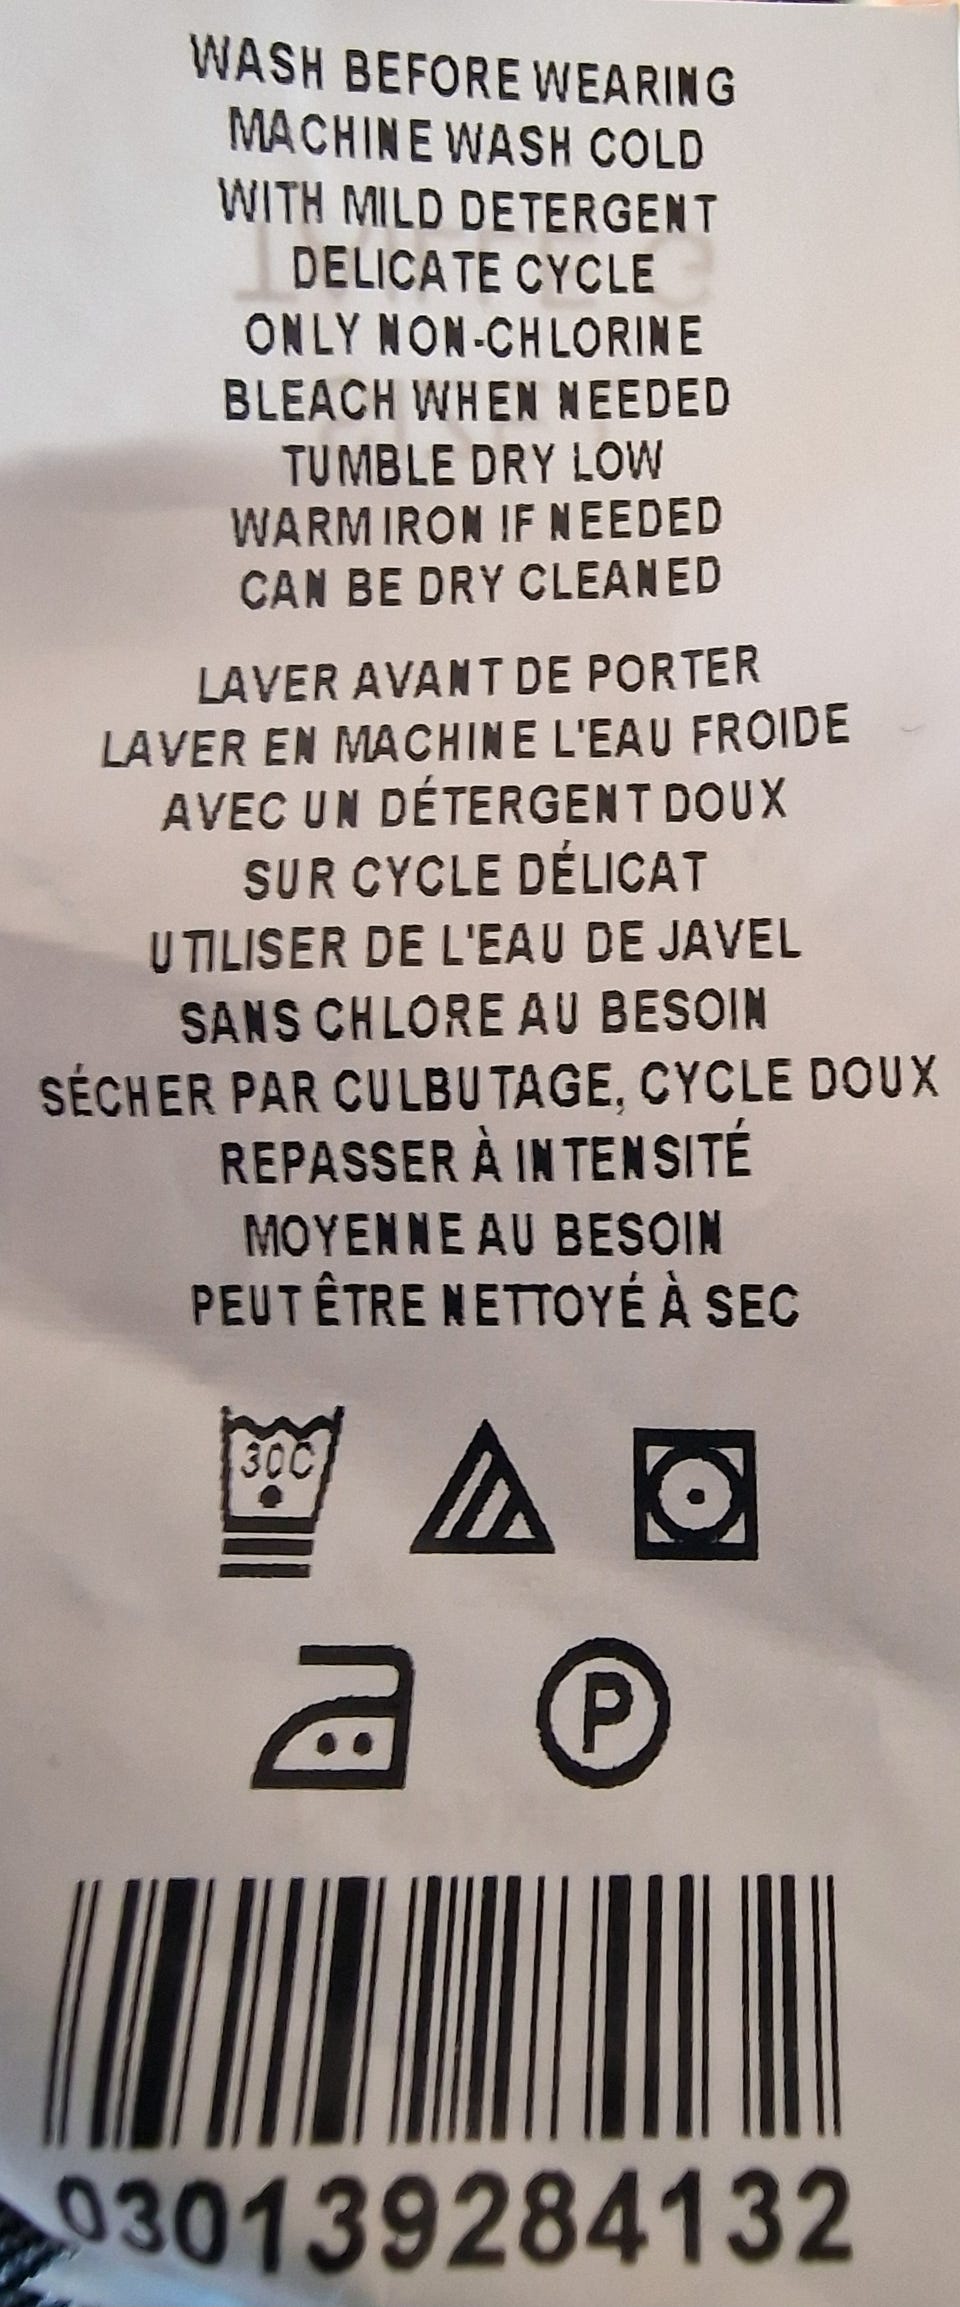 WASH BEFORE WEARING
MACHINE WASH COLD
WITH MILD DETERGENT
DELICATE CYCLE
ONLY NON-CHLORINE
BLEACH WHEN NEEDED
TUMBLE DRY LOW
WARM IRON IF NEEDED
CAN BE DRY CLEANED
LAVER AVANT DE PORTER
LAVER EN MACHINE L'EAU FROIDE
AVEC UN DÉTERGENT DOUX
SUR CYCLE DÉLICAT
UTILISER DE L'EAU DE JAVEL
SANS CHLORE AU BESOIN
SÉCHER PAR CULBUTAGE, CYCLE DOUX
REPASSER À INTENSITÉ
MOYENNE AU BESOIN
PEUT ÊTRE NETTOYÉ À SEC
30C
P
030139284132